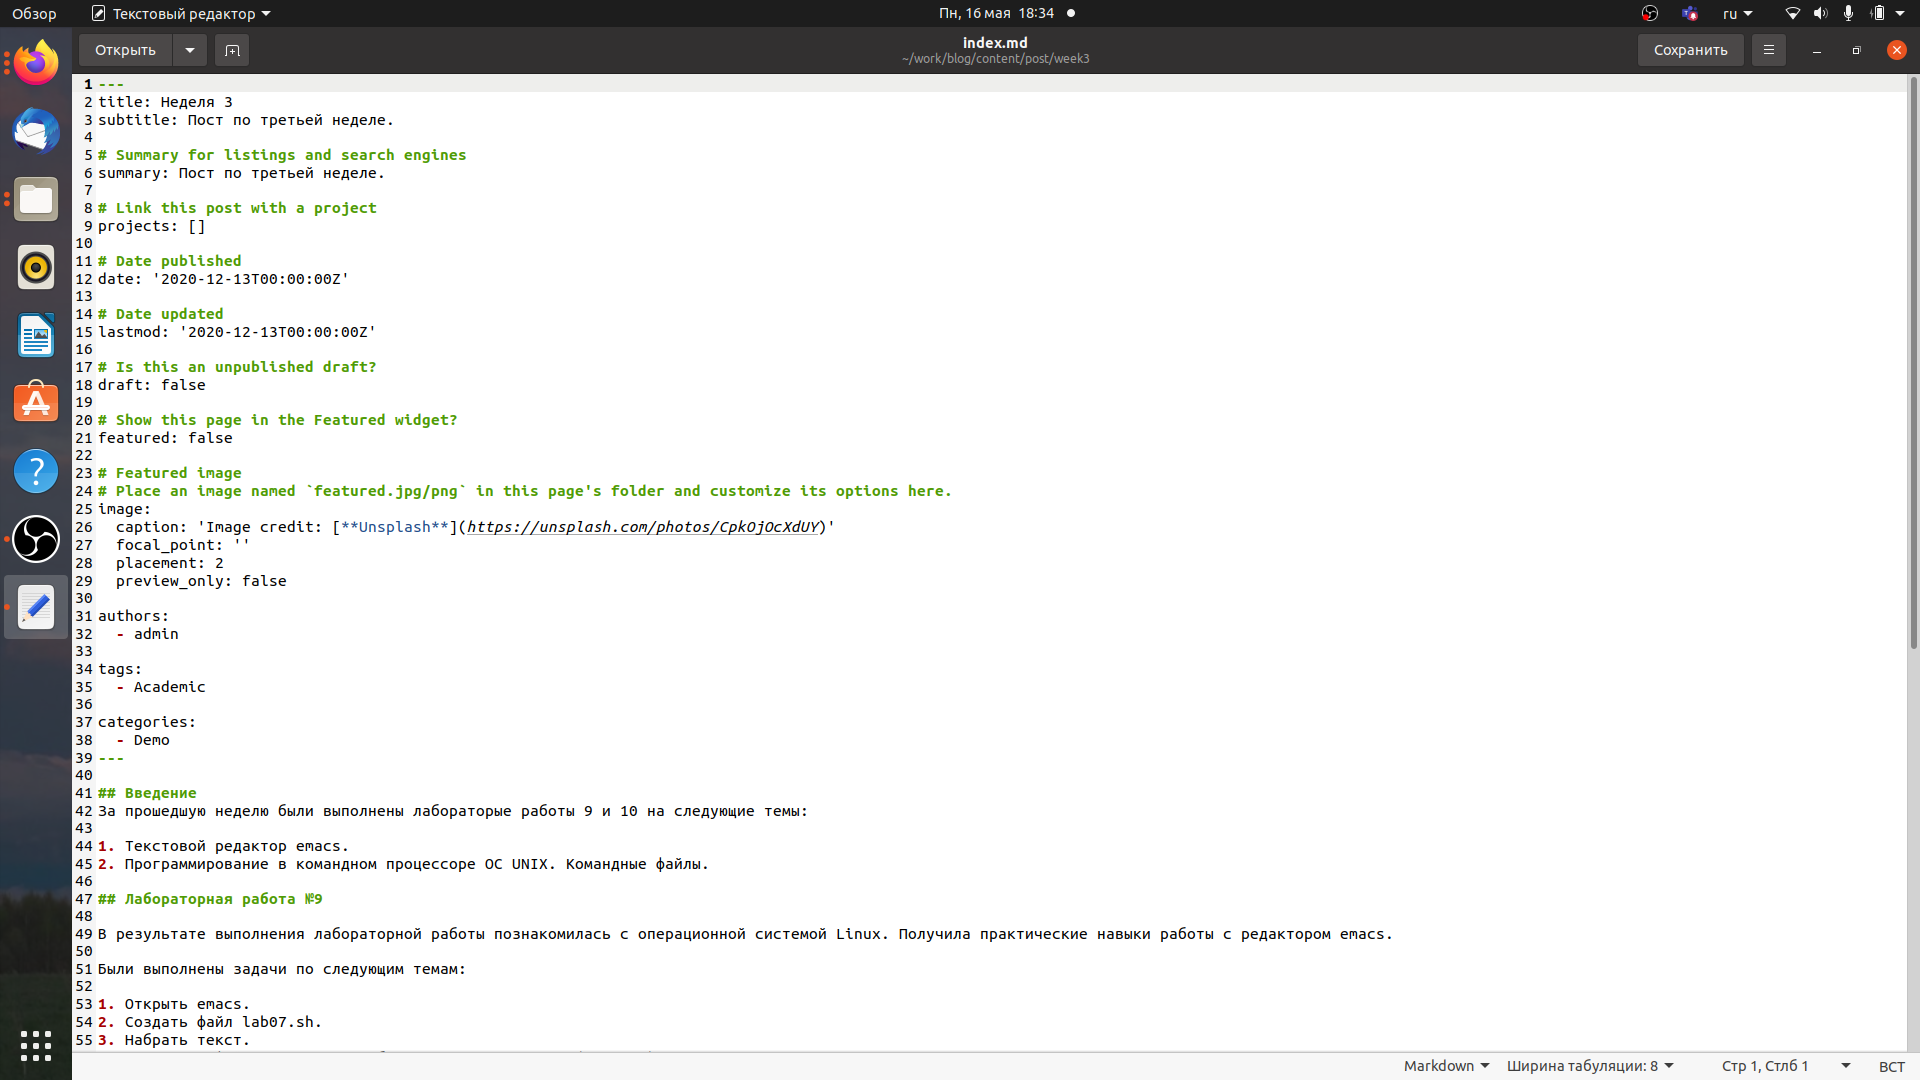 Обзор
Текстовый редактор
Пн, 16 мая 18:34
ru
Открыть
index.md
~/work/blog/content/post/week3
Сохранить
1 ---
2 title: Неделя 3
3 subtitle: Пост по третьей неделе.
4
5 # Summary for listings and search engines
6 summary: Пост по третьей неделе.
7
8 # Link this post with a project
9 projects: []
10
11 # Date published
12 date: '2020-12-13T00:00:00Z'
13
14 # Date updated
15 lastmod: '2020-12-13T00:00:00Z'
16
17 # Is this an unpublished draft?
18 draft: false
19
20 # Show this page in the Featured widget?
21 featured: false
22
23 # Featured image
24 # Place an image named `featured.jpg/png` in this page's folder and customize its options here.
25 image:
26   caption: 'Image credit: [**Unsplash**](https://unsplash.com/photos/CpkOjOcXdUY)'
27   focal_point: ''
28   placement: 2
29   preview_only: false
30
31 authors:
32   - admin
33
34 tags:
35   - Academic
36
37 categories:
38   - Demo
39 ---
40
41 ## Введение
42 За прошедшую неделю были выполнены лабораторые работы 9 и 10 на следующие темы:
43
44 1. Текстовой редактор emacs.
45 2. Программирование в командном процессоре ОС UNIX. Командные файлы.
46
47 ## Лабораторная работа №9
48
49 В результате выполнения лабораторной работы познакомилась с операционной системой Linux. Получила практические навыки работы с редактором emacs.
50
51 Были выполнены задачи по следующим темам:
52
53 1. Открыть emacs.
54 2. Создать файл lab07.sh.
55 3. Набрать текст.
Markdown
Ширина табуляции: 8
Стр 1, Стлб 1
ВСТ